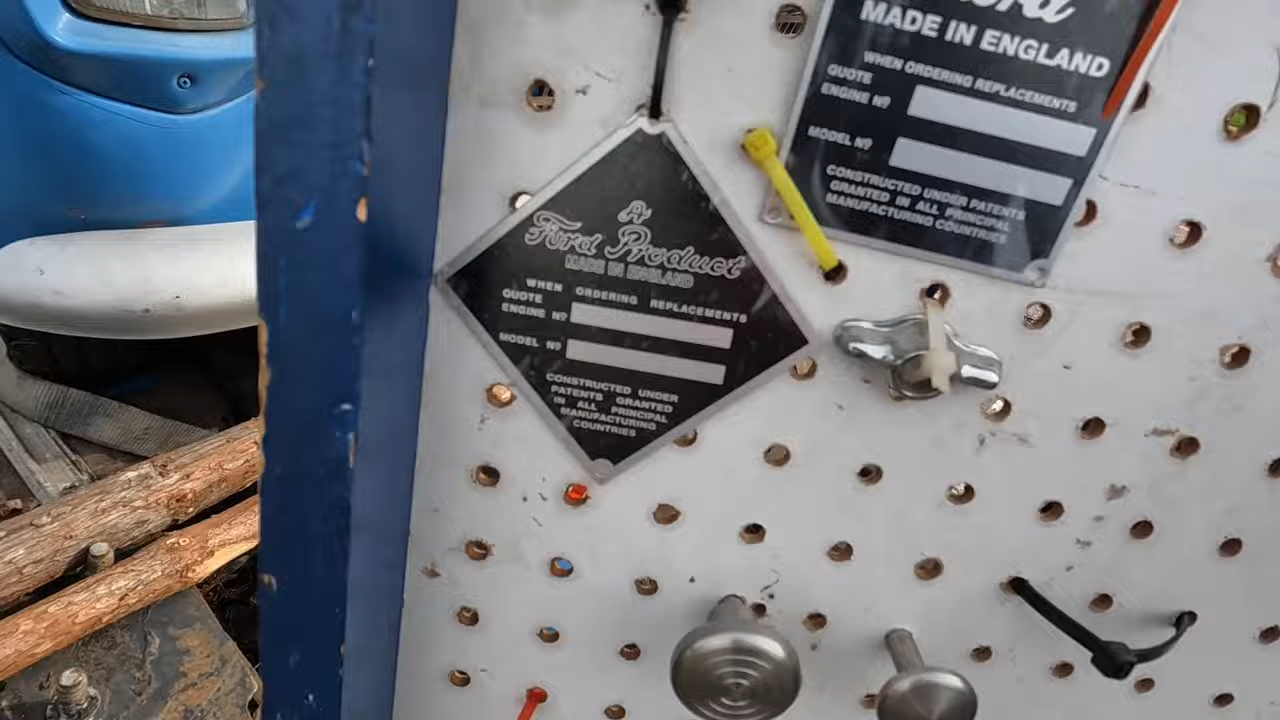 A
Ford Product
MADE IN ENGLAND
WHEN ORDERING REPLACEMENTS
QUOTE
ENGINE Nº
MODEL Nº
CONSTRUCTED UNDER
PATENTS GRANTED
IN ALL PRINCIPAL
MANUFACTURING
COUNTRIES
MADE IN ENGLAND
WHEN ORDERING REPLACEMENTS
QUOTE
ENGINE Nº
MODEL Nº
CONSTRUCTED UNDER PATENTS
GRANTED IN ALL PRINCIPAL
MANUFACTURING COUNTRIES